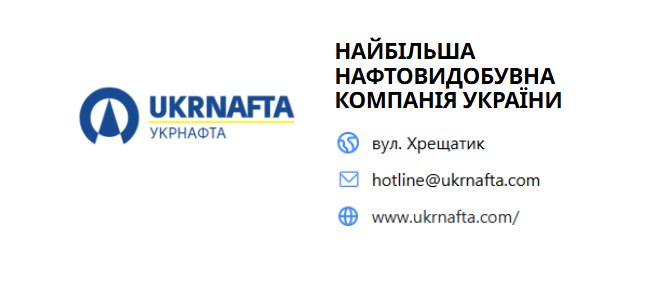 UKRNAFTA
УКРНАФТА
НАЙБІЛЬША
НАФТОВИДОБУВНА
КОМПАНІЯ УКРАЇНИ
вул. Хрещатик
hotline@ukrnafta.com
www.ukrnafta.com/